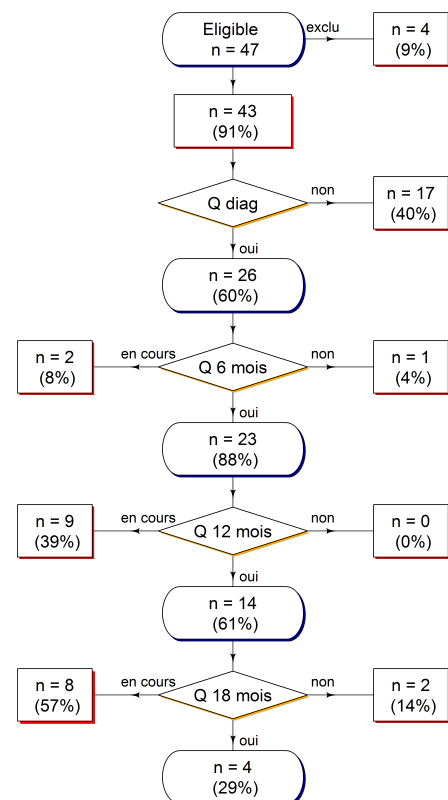 Eligible
n = 47
exclu
n = 4
(9%)
n = 43
(91%)
Q diag
non
n = 17
(40%)
oui
n = 26
(60%)
n = 2
(8%)
en cours
Q 6 mois
non
n = 1
(4%)
oui
n = 23
(88%)
n = 9
(39%)
en cours
Q 12 mois
non
n = 0
(0%)
oui
n = 14
(61%)
n = 8
(57%)
en cours
Q 18 mois
non
n = 2
(14%)
oui
n = 4
(29%)